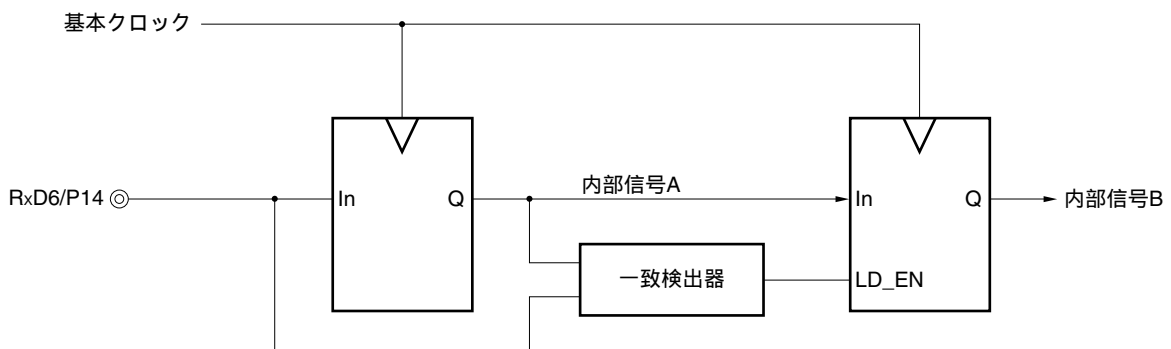 基本クロック
RxD6/P14
In
Q
内部信号A
In
Q
内部信号B
一致検出器
LD_EN